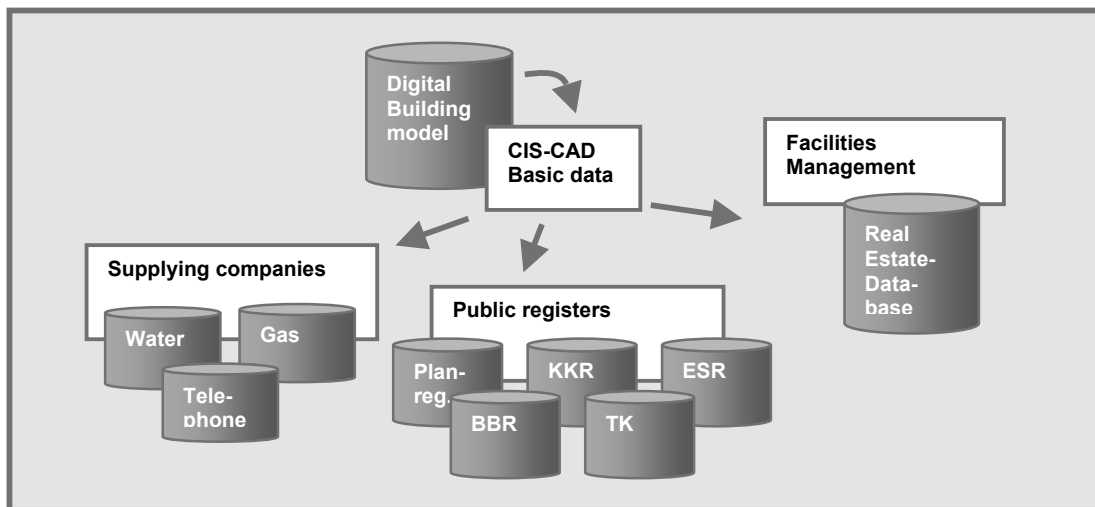 Digital
Building
model
CIS-CAD
Basic data
Facilities
Management
Real
Estate-
Data-
base
Supplying companies
Water
Gas
Tele-
phone
Public registers
Plan-
reg.
KKR
ESR
BBR
TK